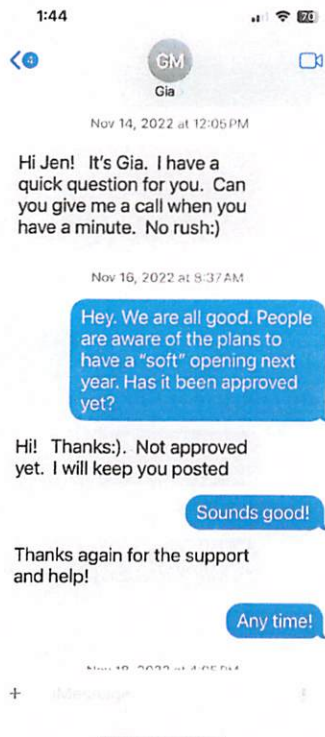 1:44
70
4
GM
Gia
Nov 14, 2022 at 12:05 PM
Hi Jen! It's Gia. I have a
quick question for you. Can
you give me a call when you
have a minute. No rush:)
Nov 16, 2022 at 8:37 AM
Hey. We are all good. People
are aware of the plans to
have a “soft” opening next
year. Has it been approved
yet?
Hi! Thanks:). Not approved
yet. I will keep you posted
Sounds good!
Thanks again for the support
and help!
Any time!
+ iMessage